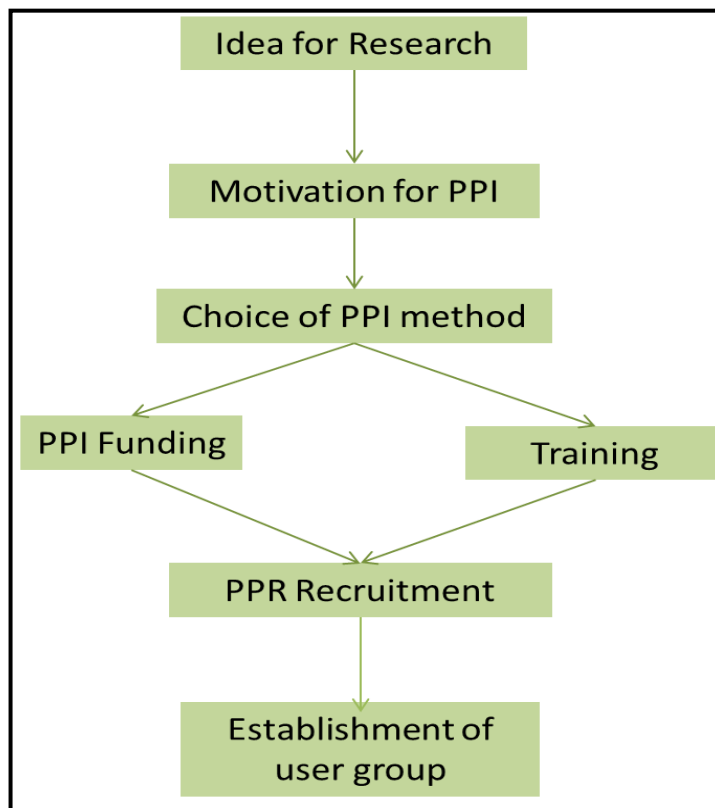 Idea for Research
Motivation for PPI
Choice of PPI method
PPI Funding
Training
PPR Recruitment
Establishment of
user group